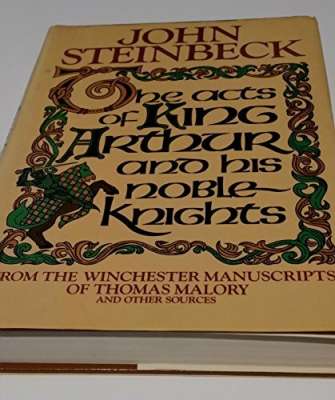 JOHN
STEINBECK
The acts
of King
Arthur
and his
noble
Knights
FROM THE WINCHESTER MANUSCRIPTS
OF THOMAS MALORY
AND OTHER SOURCES